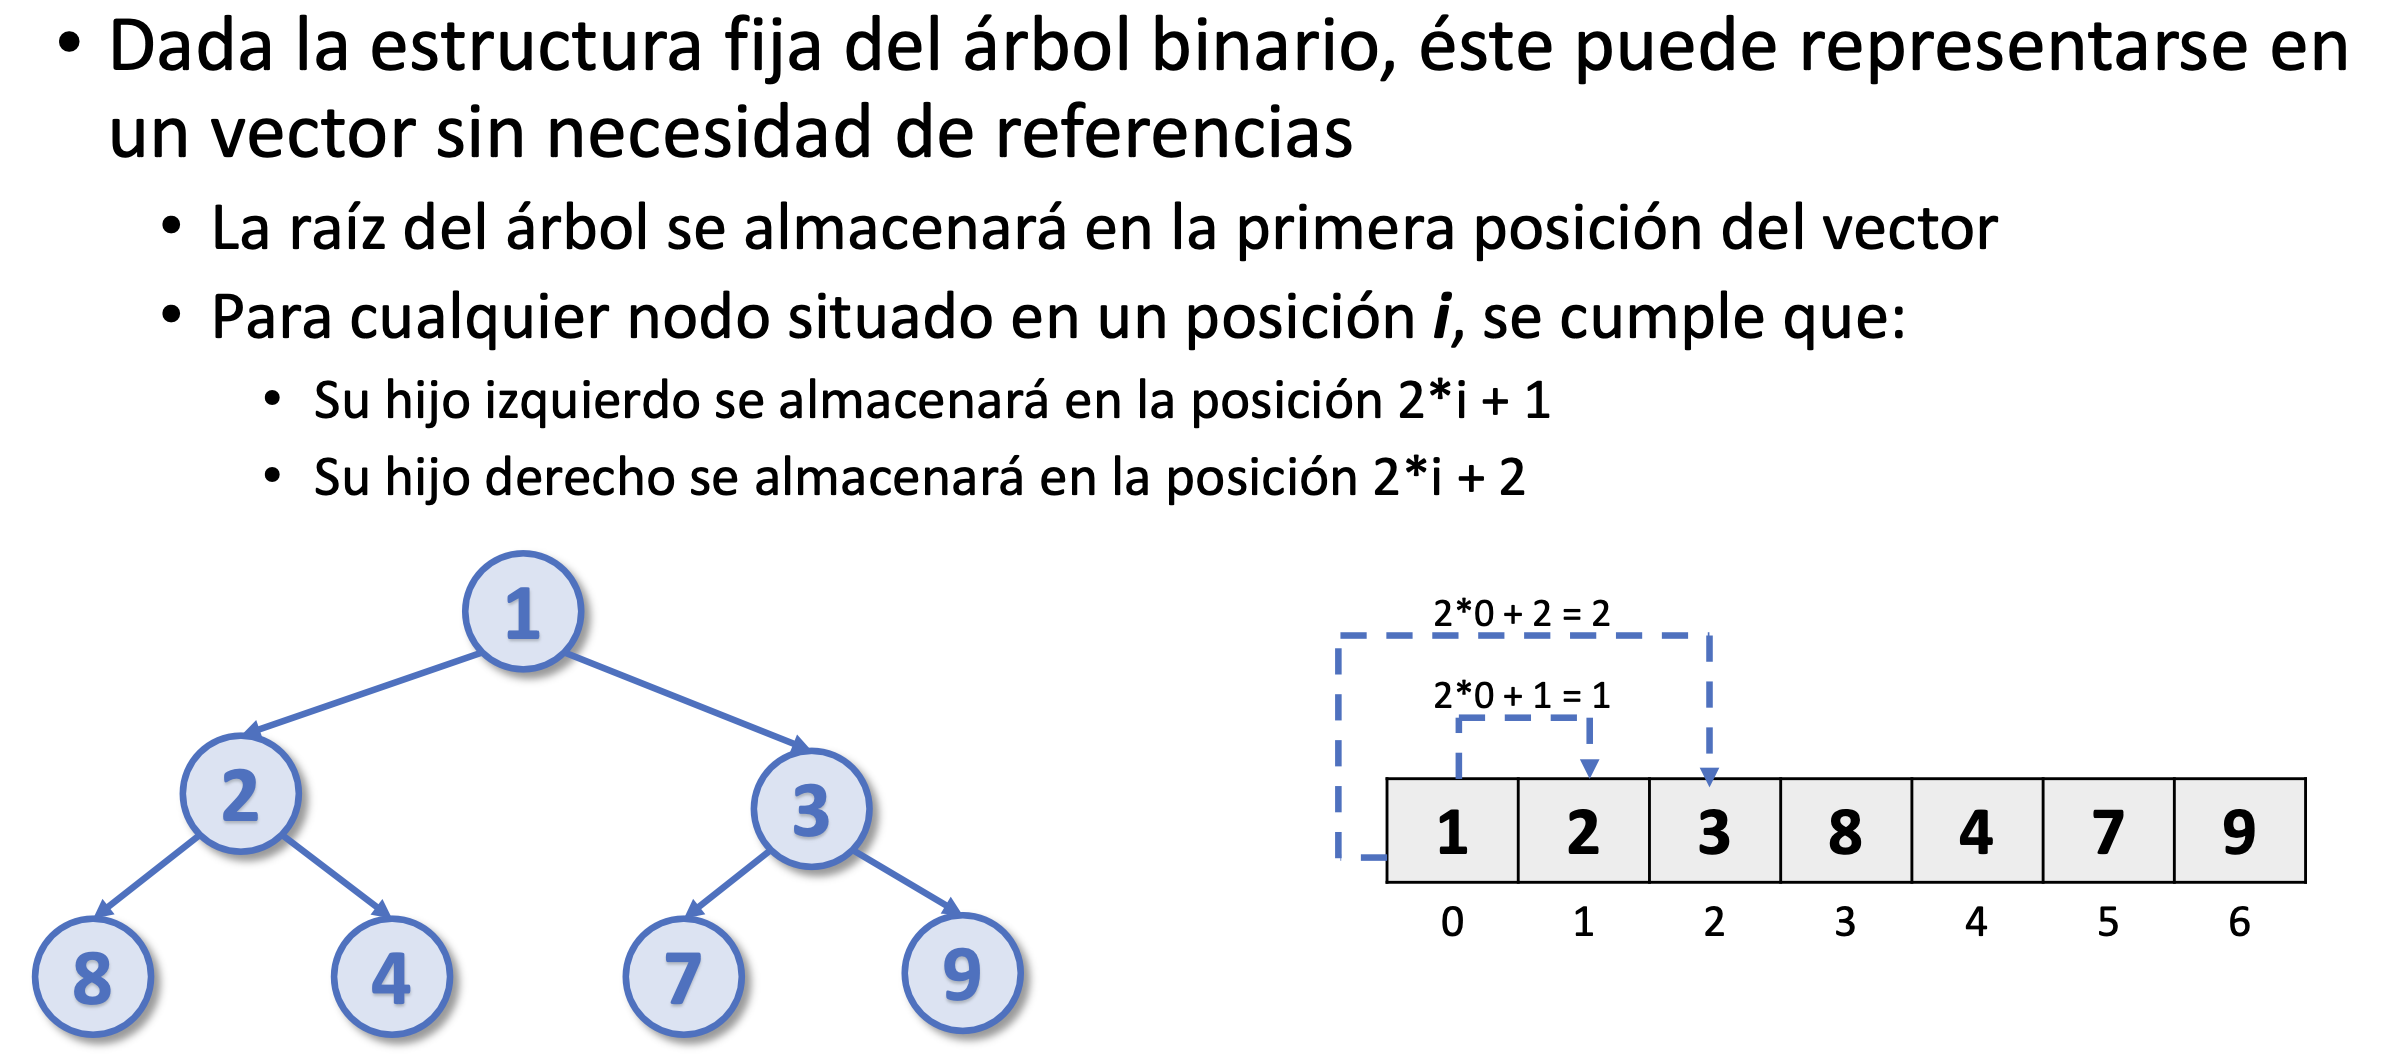 • Dada la estructura fija del árbol binario, éste puede representarse en
un vector sin necesidad de referencias
• La raíz del árbol se almacenará en la primera posición del vector
• Para cualquier nodo situado en un posición i, se cumple que:
• Su hijo izquierdo se almacenará en la posición 2*i + 1
• Su hijo derecho se almacenará en la posición 2*i + 2
1
2 3
8 4 7 9
2*0 + 2 = 2
2*0 + 1 = 1
1 2 3 8 4 7 9
0 1 2 3 4 5 6